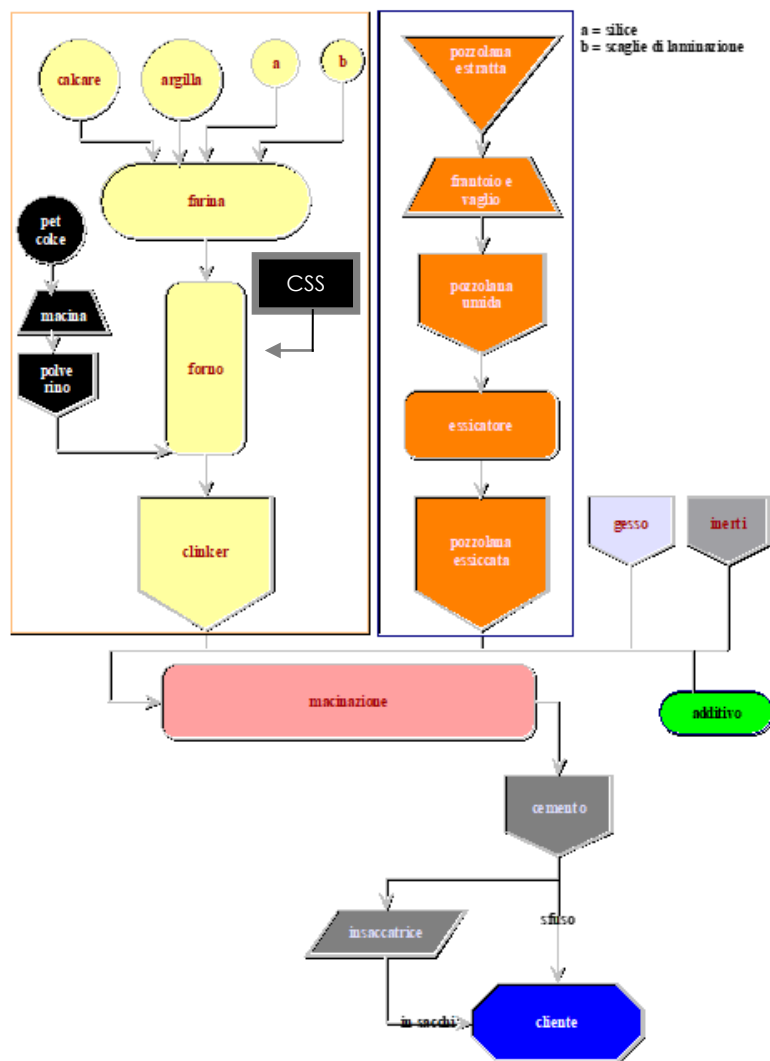 a = silice
b = scaglie di laminazione
calcare
argilla
a
b
pozzolana
estratta
farina
frantoio e
vaglio
pet
coke
CSS
pozzolana
umida
macina
forno
polve
rino
essicatore
clinker
pozzolana
essiccata
gesso
inerti
macinazione
additivo
cemento
insaccatrice
sfuso
in sacchi
cliente